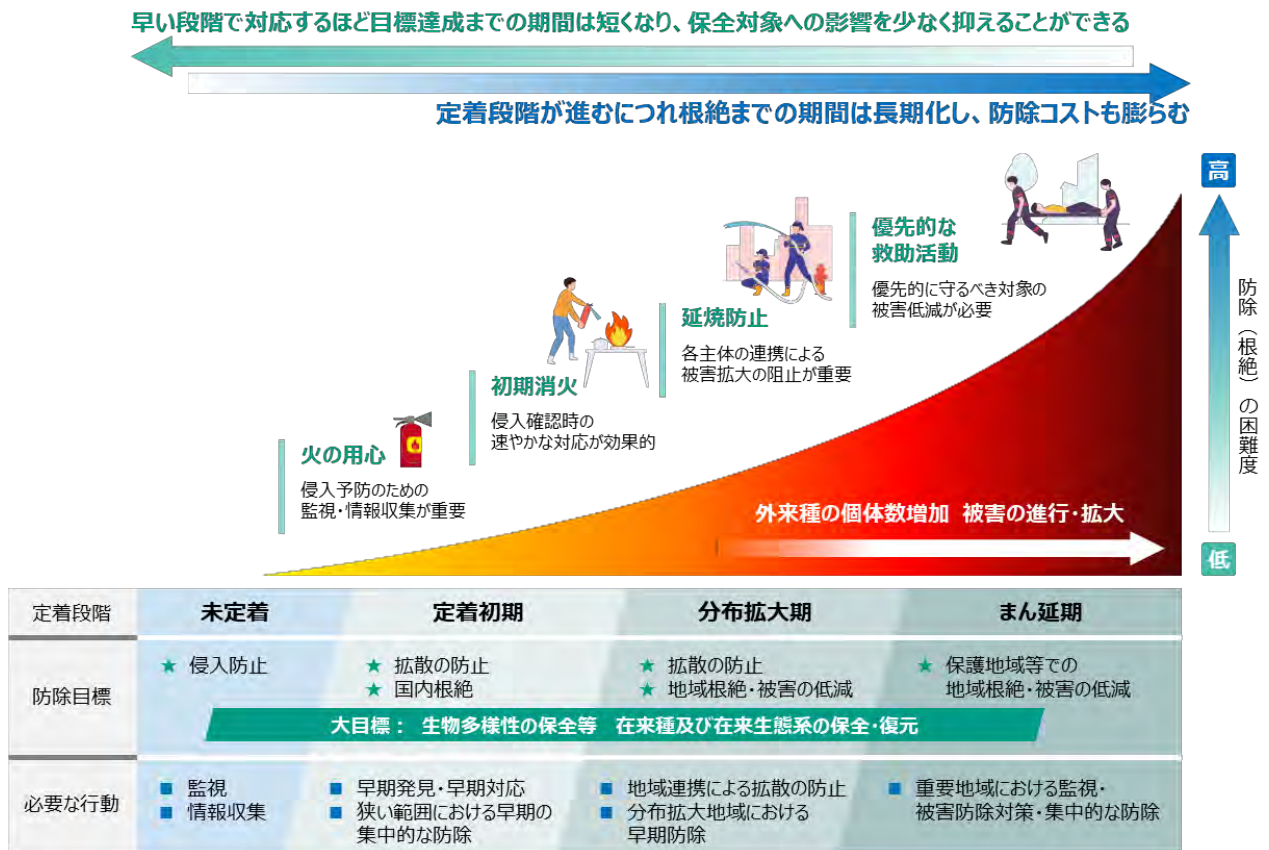 早い段階で対応するほど目標達成までの期間は短くなり、保全対象への影響を少なく抑えることができる
定着段階が進むにつれ根絶までの期間は長期化し、防除コストも膨らむ
高
優先的な
救助活動
優先的に守るべき対象の
被害低減が必要
延焼防止
各主体の連携による
被害拡大の阻止が重要
初期消火
侵入確認時の
速やかな対応が効果的
火の用心
侵入予防のための
監視・情報収集が重要
防除（根絶）の困難度
外来種の個体数増加 被害の進行・拡大
低
定着段階
未定着
定着初期
分布拡大期
まん延期
防除目標
★ 侵入防止
★ 拡散の防止
★ 国内根絶
★ 拡散の防止
★ 地域根絶・被害の低減
★ 保護地域等での
地域根絶・被害の低減
大目標： 生物多様性の保全等 在来種及び在来生態系の保全・復元
必要な行動
■ 監視
■ 情報収集
■ 早期発見・早期対応
■ 狭い範囲における早期の
集中的な防除
■ 地域連携による拡散の防止
■ 分布拡大地域における
早期防除
■ 重要地域における監視・
被害防除対策・集中的な防除